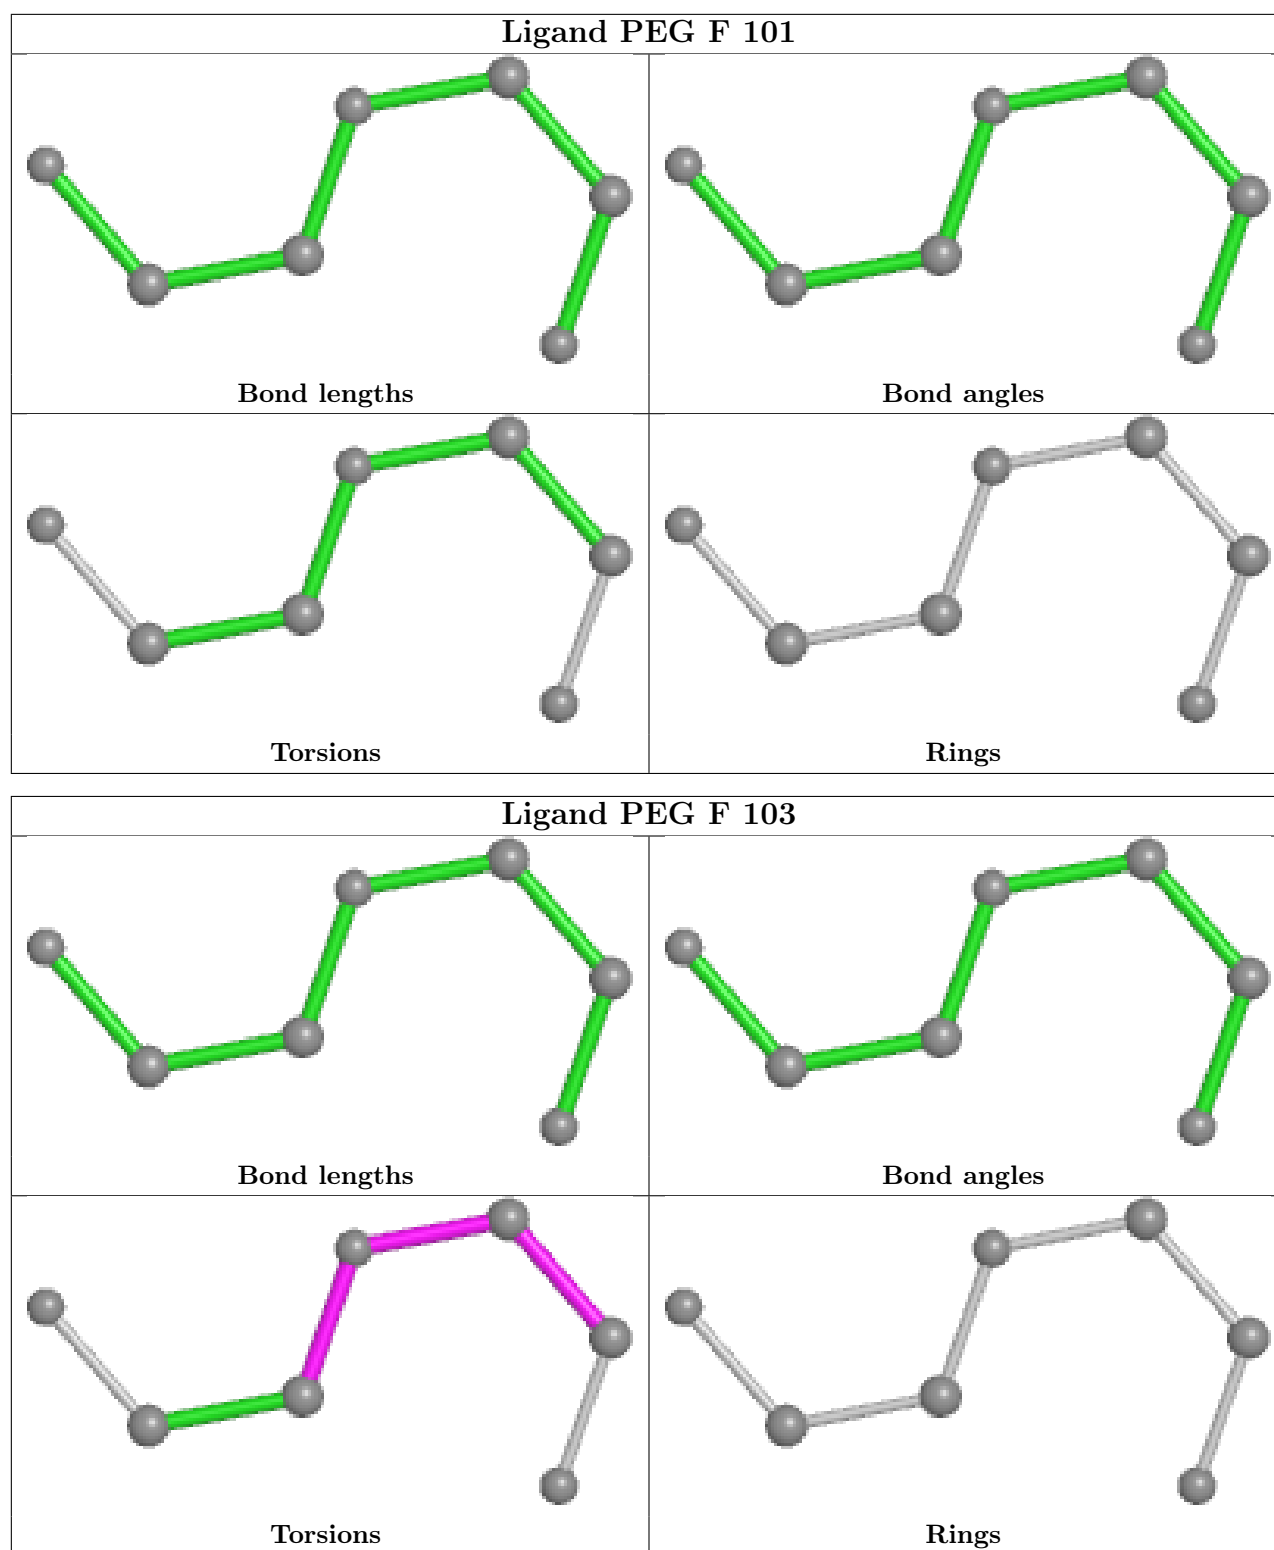 Ligand PEG F 101
Bond lengths
Bond angles
Torsions
Rings
Ligand PEG F 103
Bond lengths
Bond angles
Torsions
Rings